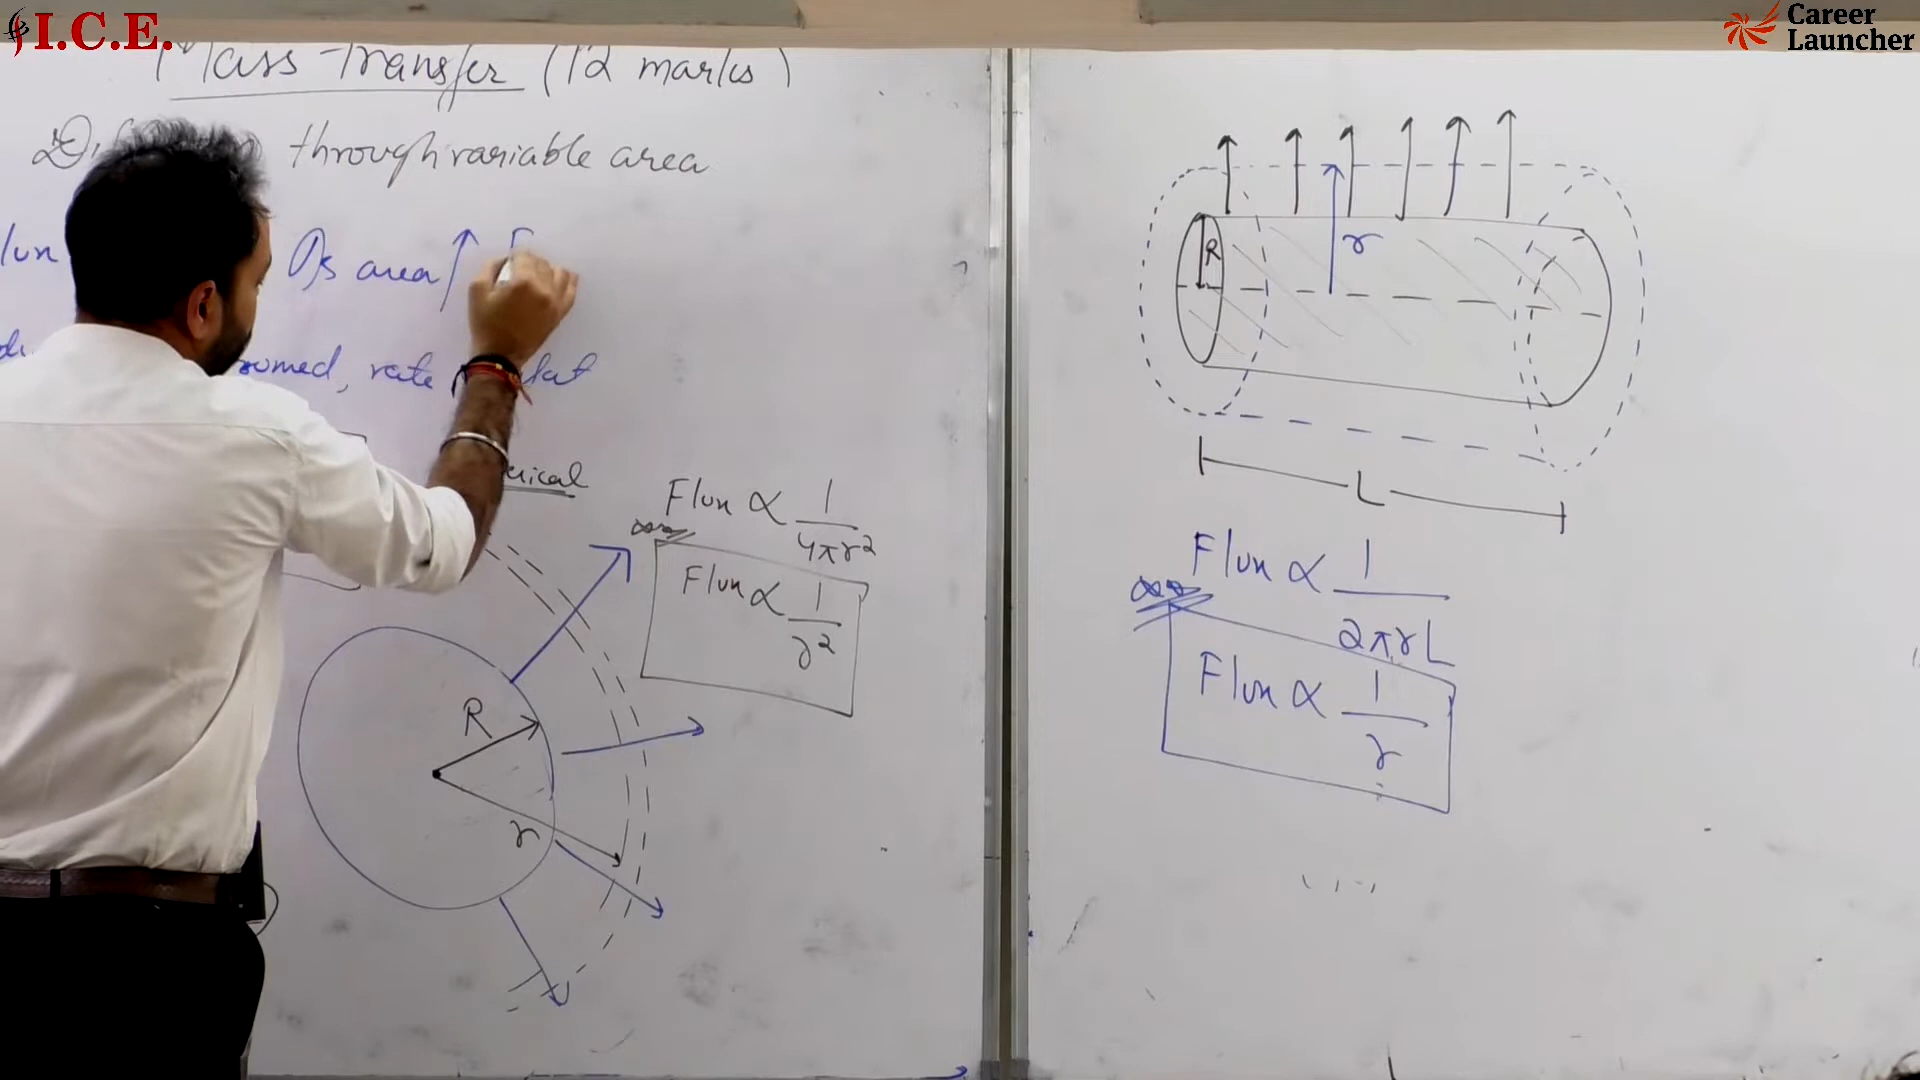 I.C.E.
Career
Launcher
Mass Transfer (12 marks)
through variable area
As area ↑
rate
Flux ∝ 1/4πr²
Flux ∝ 1/r²
R
r
R
r
L
Flux ∝ 1/2πrL
Flux ∝ 1/r